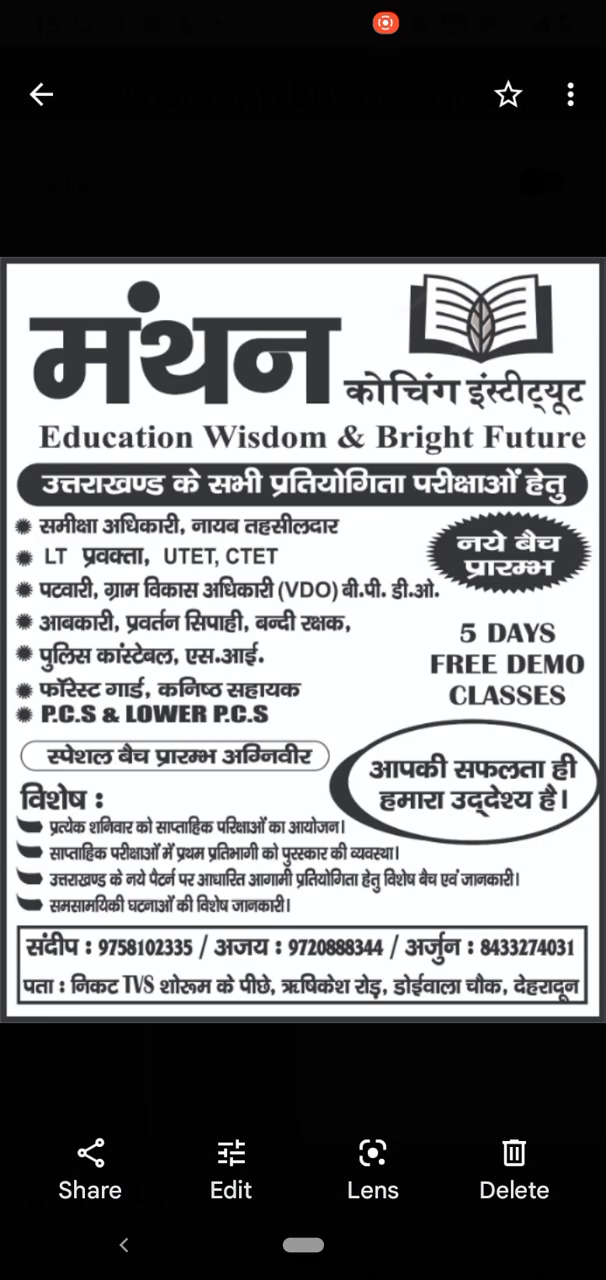 मंथन
कोचिंग इंस्टीट्यूट
Education Wisdom & Bright Future
उत्तराखण्ड के सभी प्रतियोगिता परीक्षाओं हेतु
समीक्षा अधिकारी, नायब तहसीलदार
LT प्रवक्ता, UTET, CTET
पटवारी, ग्राम विकास अधिकारी (VDO) बी.पी. डी.ओ.
आबकारी, प्रवर्तन सिपाही, बन्दी रक्षक,
पुलिस कांस्टेबल, एस.आई.
फॉरेस्ट गार्ड, कनिष्ठ सहायक
P.C.S & LOWER P.C.S
नये बैच
प्रारम्भ
5 DAYS
FREE DEMO
CLASSES
स्पेशल बैच प्रारम्भ अग्निवीर
आपकी सफलता ही
हमारा उद्देश्य है।
विशेष :
प्रत्येक शनिवार को साप्ताहिक परिक्षाओं का आयोजन।
साप्ताहिक परीक्षाओं में प्रथम प्रतिभागी को पुरस्कार की व्यवस्था।
उत्तराखण्ड के नये पैटर्न पर आधारित आगामी प्रतियोगिता हेतु विशेष बैच एवं जानकारी।
समसामयिकी घटनाओं की विशेष जानकारी।
संदीप : 9758102335 / अजय : 9720888344 / अर्जुन : 8433274031
पता : निकट TVS शोरूम के पीछे, ऋषिकेश रोड़, डोईवाला चौक, देहरादून
Share Edit Lens Delete